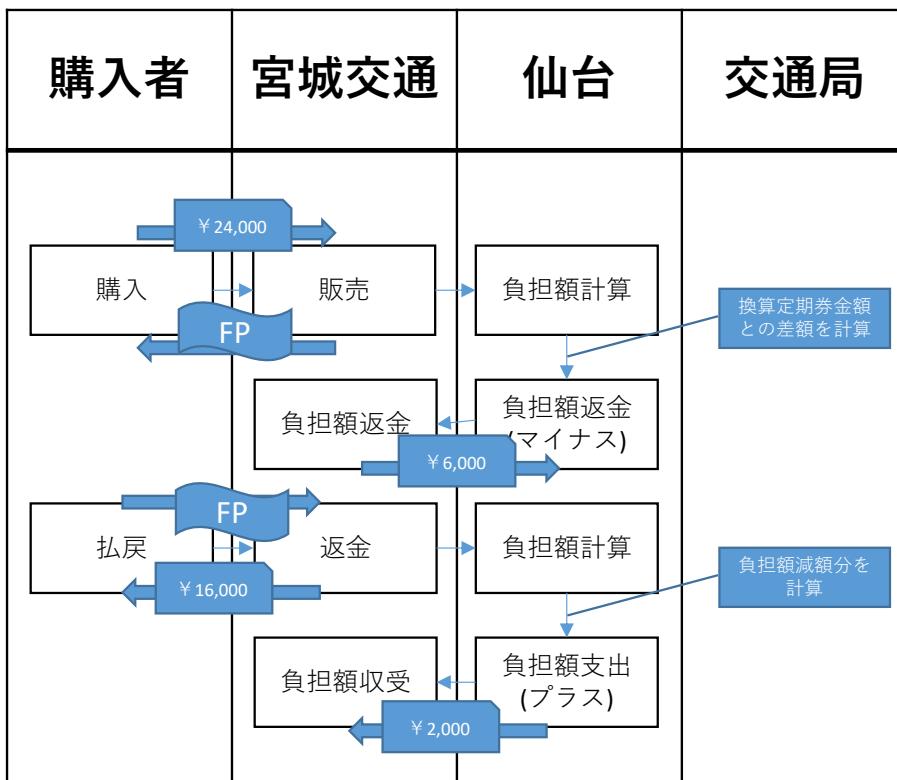 購入者
宮城交通
仙台
交通局
￥24,000
購入
販売
負担額計算
FP
換算定期券金額
との差額を計算
負担額返金
負担額返金
(マイナス)
￥6,000
FP
払戻
返金
負担額計算
￥16,000
負担額減額分を
計算
負担額収受
負担額支出
(プラス)
￥2,000